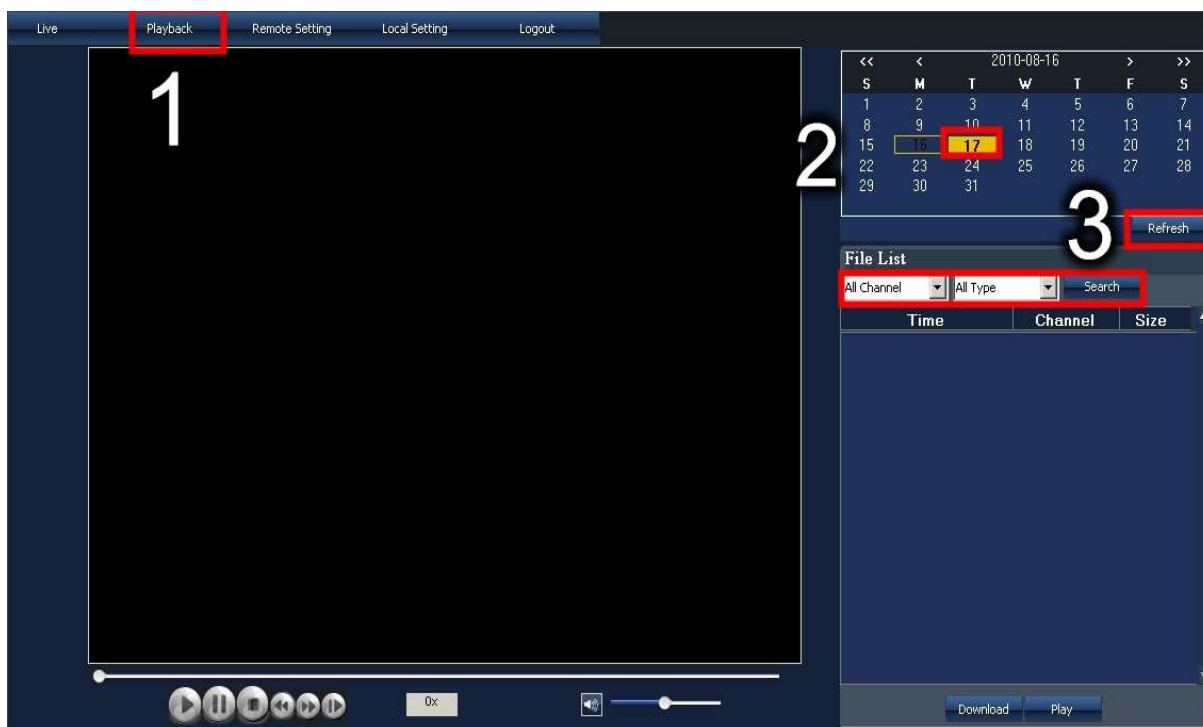 Live Playback Remote Setting Local Setting Logout
1
<< < 2010-08-16 > >>
S M T W T F S
1 2 3 4 5 6 7
8 9 10 11 12 13 14
2
15 16 17 18 19 20 21
22 23 24 25 26 27 28
29 30 31
3
Refresh
File List
All Channel All Type Search
Time Channel Size
0x
Download Play